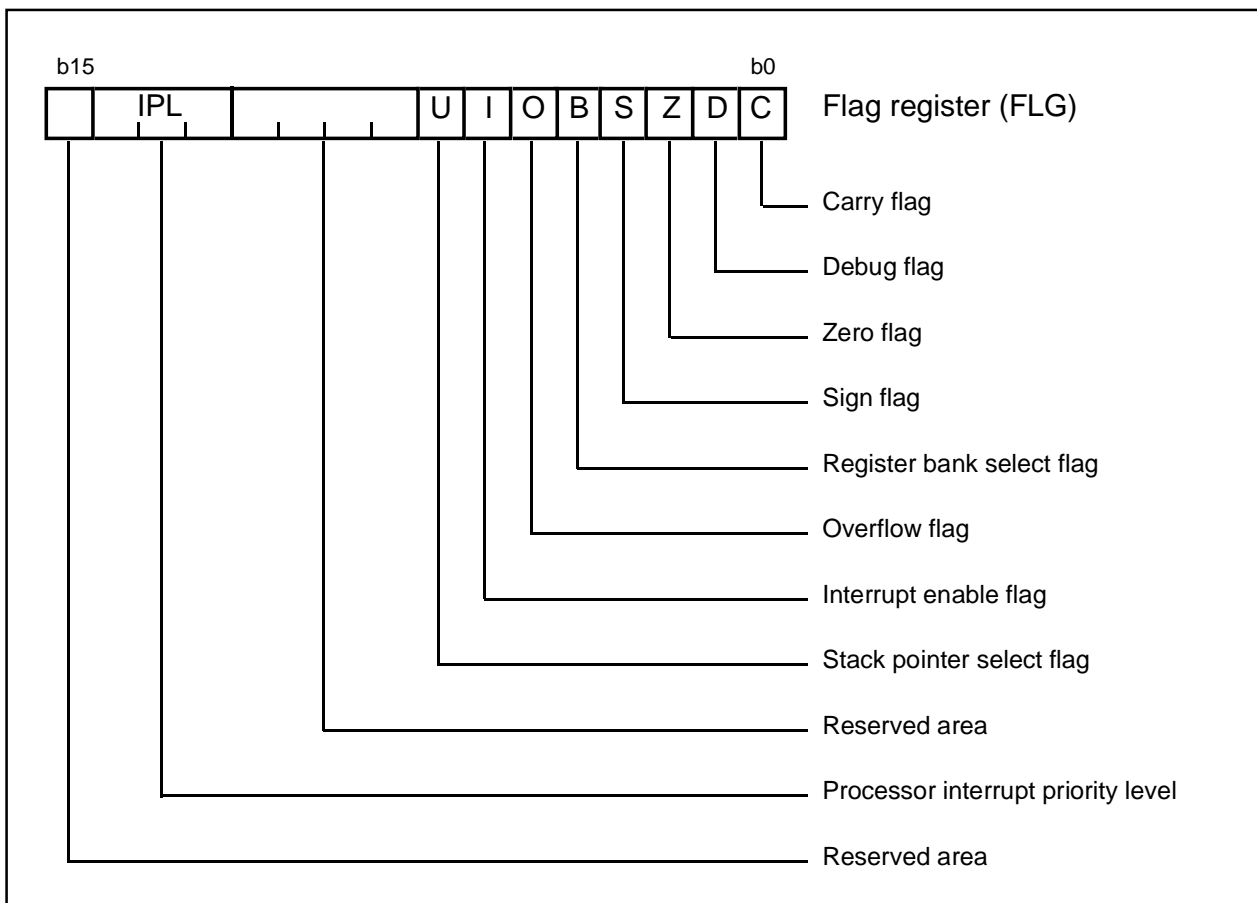 b15 b0
IPL U I O B S Z D C Flag register (FLG)
Carry flag
Debug flag
Zero flag
Sign flag
Register bank select flag
Overflow flag
Interrupt enable flag
Stack pointer select flag
Reserved area
Processor interrupt priority level
Reserved area